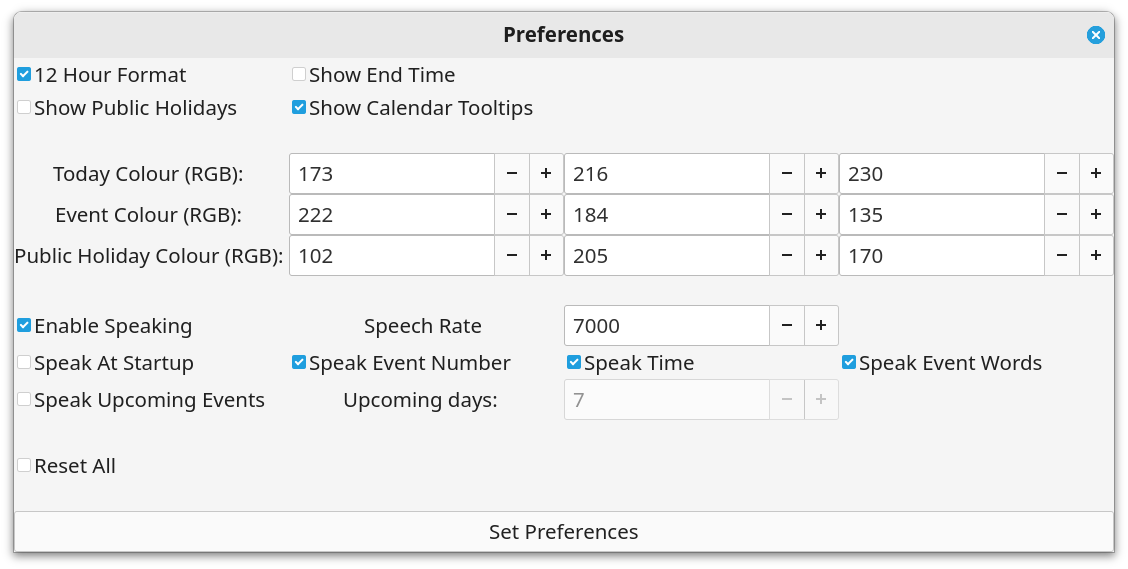 Preferences
12 Hour Format Show End Time
Show Public Holidays Show Calendar Tooltips
Today Colour (RGB): 173 − + 216 − + 230 − +
Event Colour (RGB): 222 − + 184 − + 135 − +
Public Holiday Colour (RGB): 102 − + 205 − + 170 − +
Enable Speaking Speech Rate 7000 − +
Speak At Startup Speak Event Number Speak Time Speak Event Words
Speak Upcoming Events Upcoming days: 7 − +
Reset All
Set Preferences